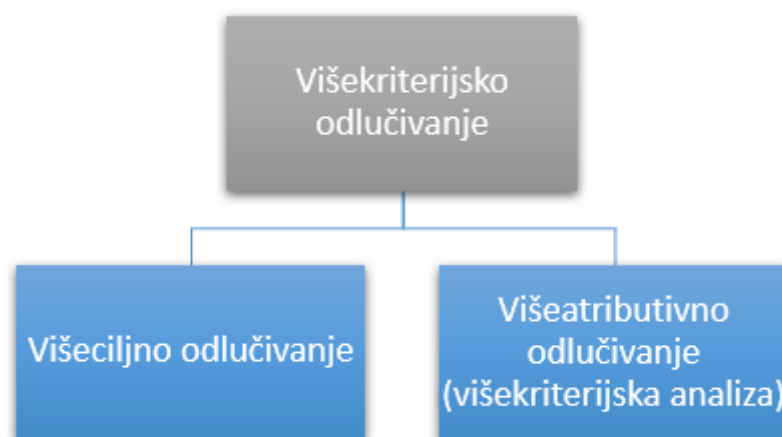 Višekriterijsko
odlučivanje
Višeciljno odlučivanje
Višeatributivno
odlučivanje
(višekriterijska analiza)